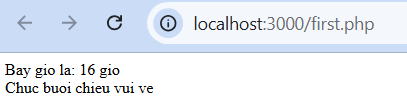 localhost:3000/first.php
Bay gio la: 16 gio
Chuc buoi chieu vui ve